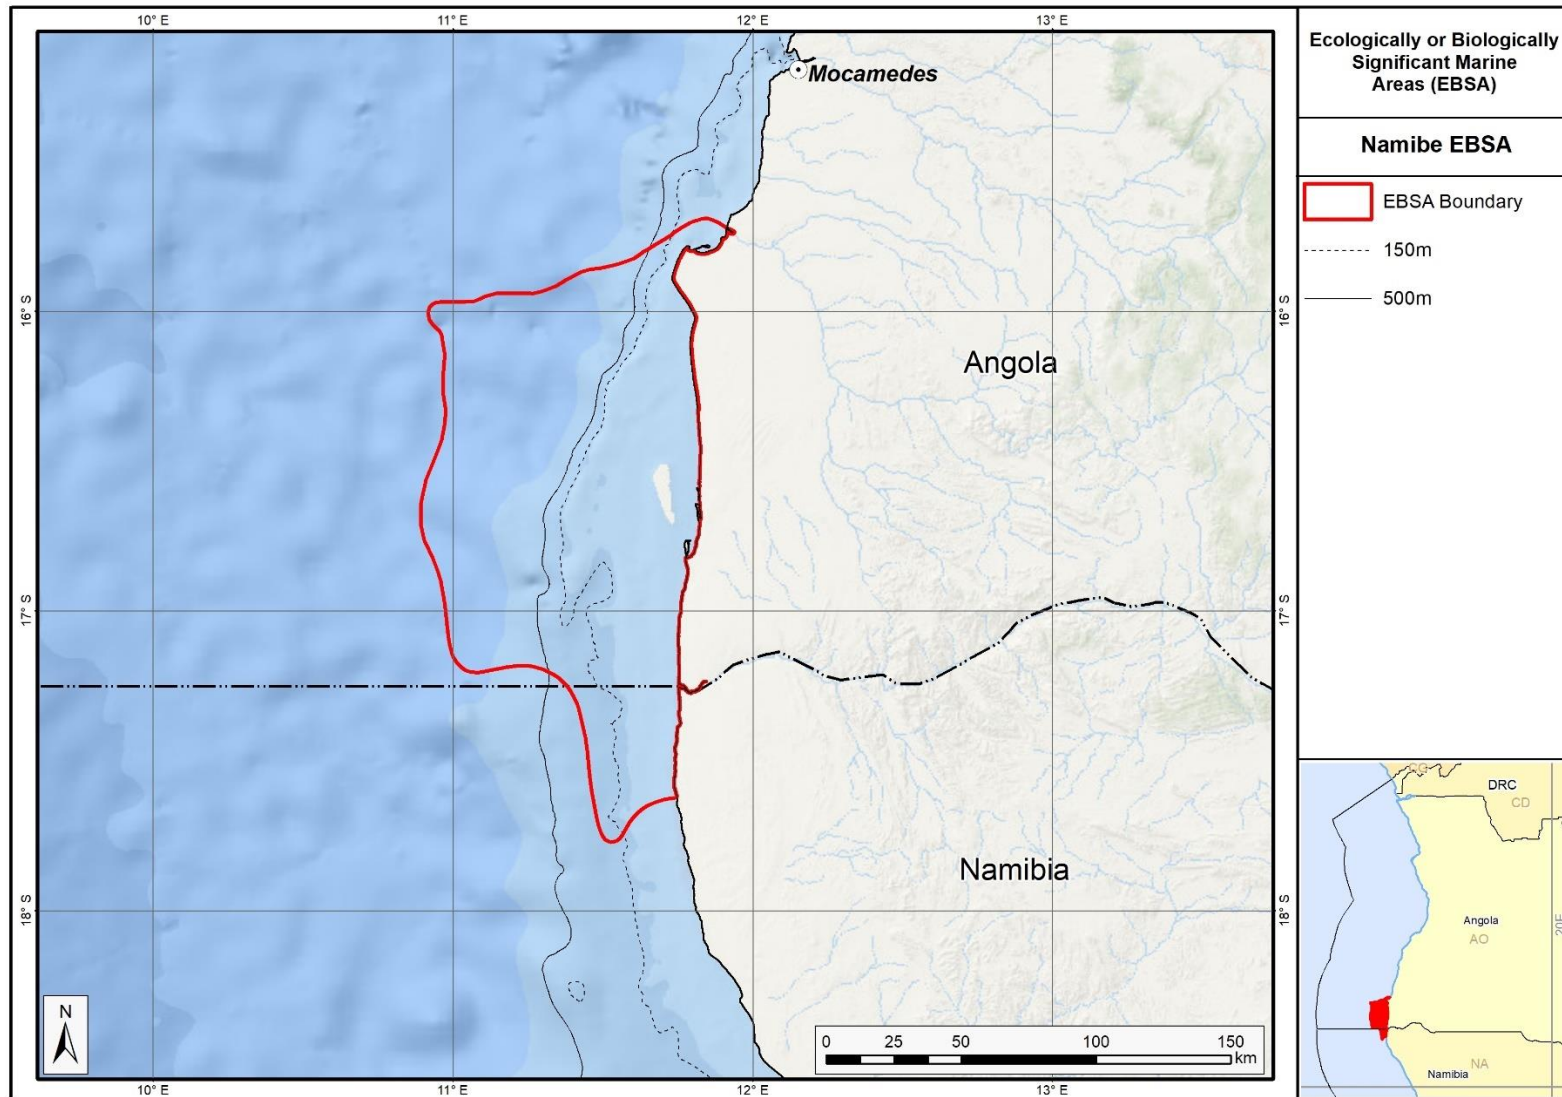 10° E
11° E
12° E
13° E
Mocamedes
16° S
16° S
Angola
17° S
17° S
Namibia
18° S
18° S
N
0 25 50 100 150
km
10° E
11° E
12° E
13° E
Ecologically or Biologically
Significant Marine
Areas (EBSA)
Namibe EBSA
EBSA Boundary
150m
500m
CG
DRC
CD
Angola
AO
20E
NA
Namibia